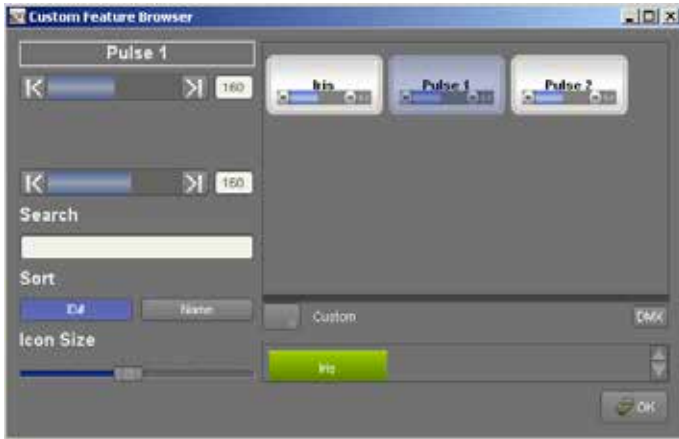 Custom Feature Browser
Pulse 1
160
160
Search
Sort
ID#
Name
Icon Size
Iris
Pulse 1
Pulse 2
Custom
DMX
Iris
OK